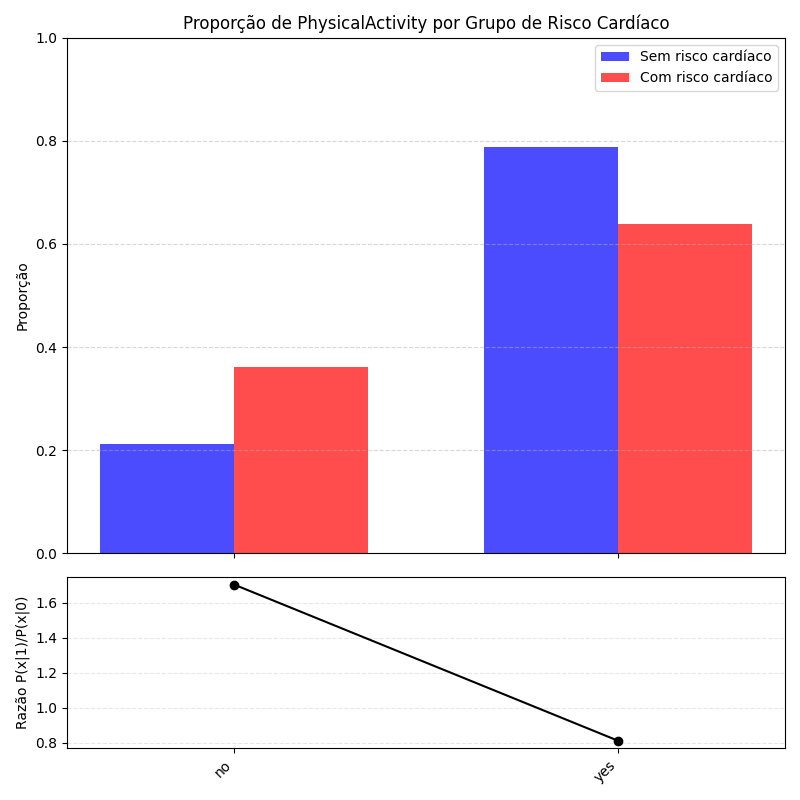 Proporção de PhysicalActivity por Grupo de Risco Cardíaco
Sem risco cardíaco
Com risco cardíaco
Proporção
1.0
0.8
0.6
0.4
0.2
0.0
Razão P(x|1)/P(x|0)
1.6
1.4
1.2
1.0
0.8
no
yes